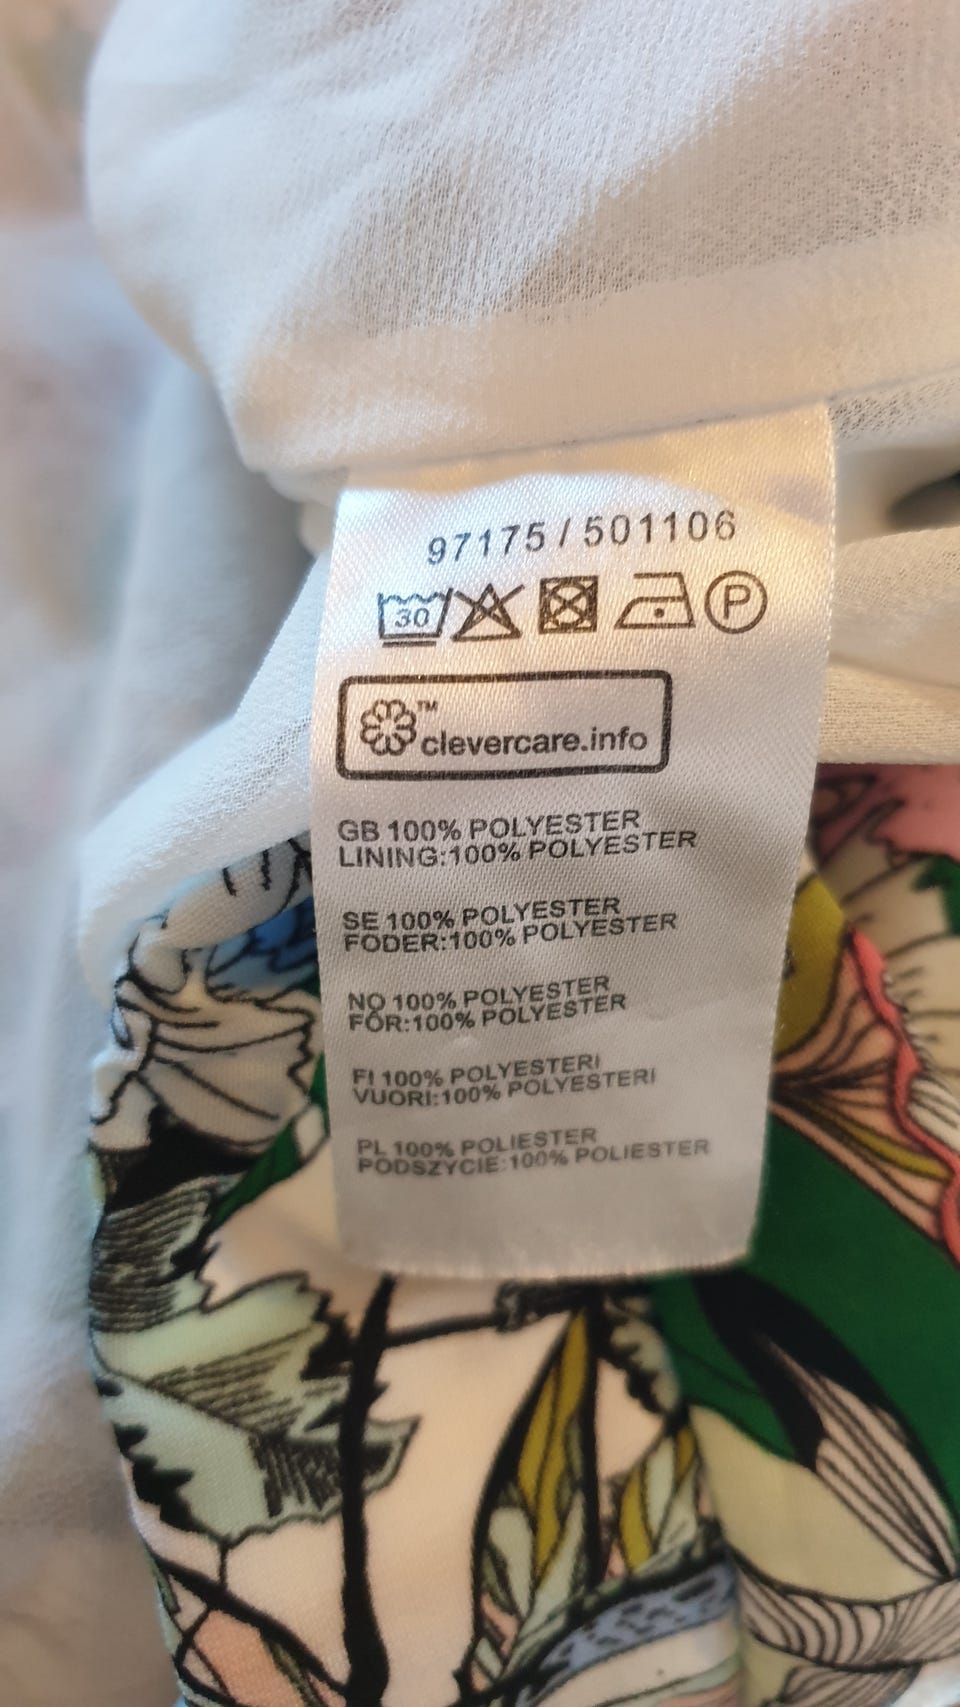 97175 / 501106
30 P
TM
clevercare.info
GB 100% POLYESTER
LINING:100% POLYESTER
SE 100% POLYESTER
FODER:100% POLYESTER
NO 100% POLYESTER
FÔR:100% POLYESTER
FI 100% POLYESTERI
VUORI:100% POLYESTERI
PL 100% POLIESTER
PODSZYCIE:100% POLIESTER